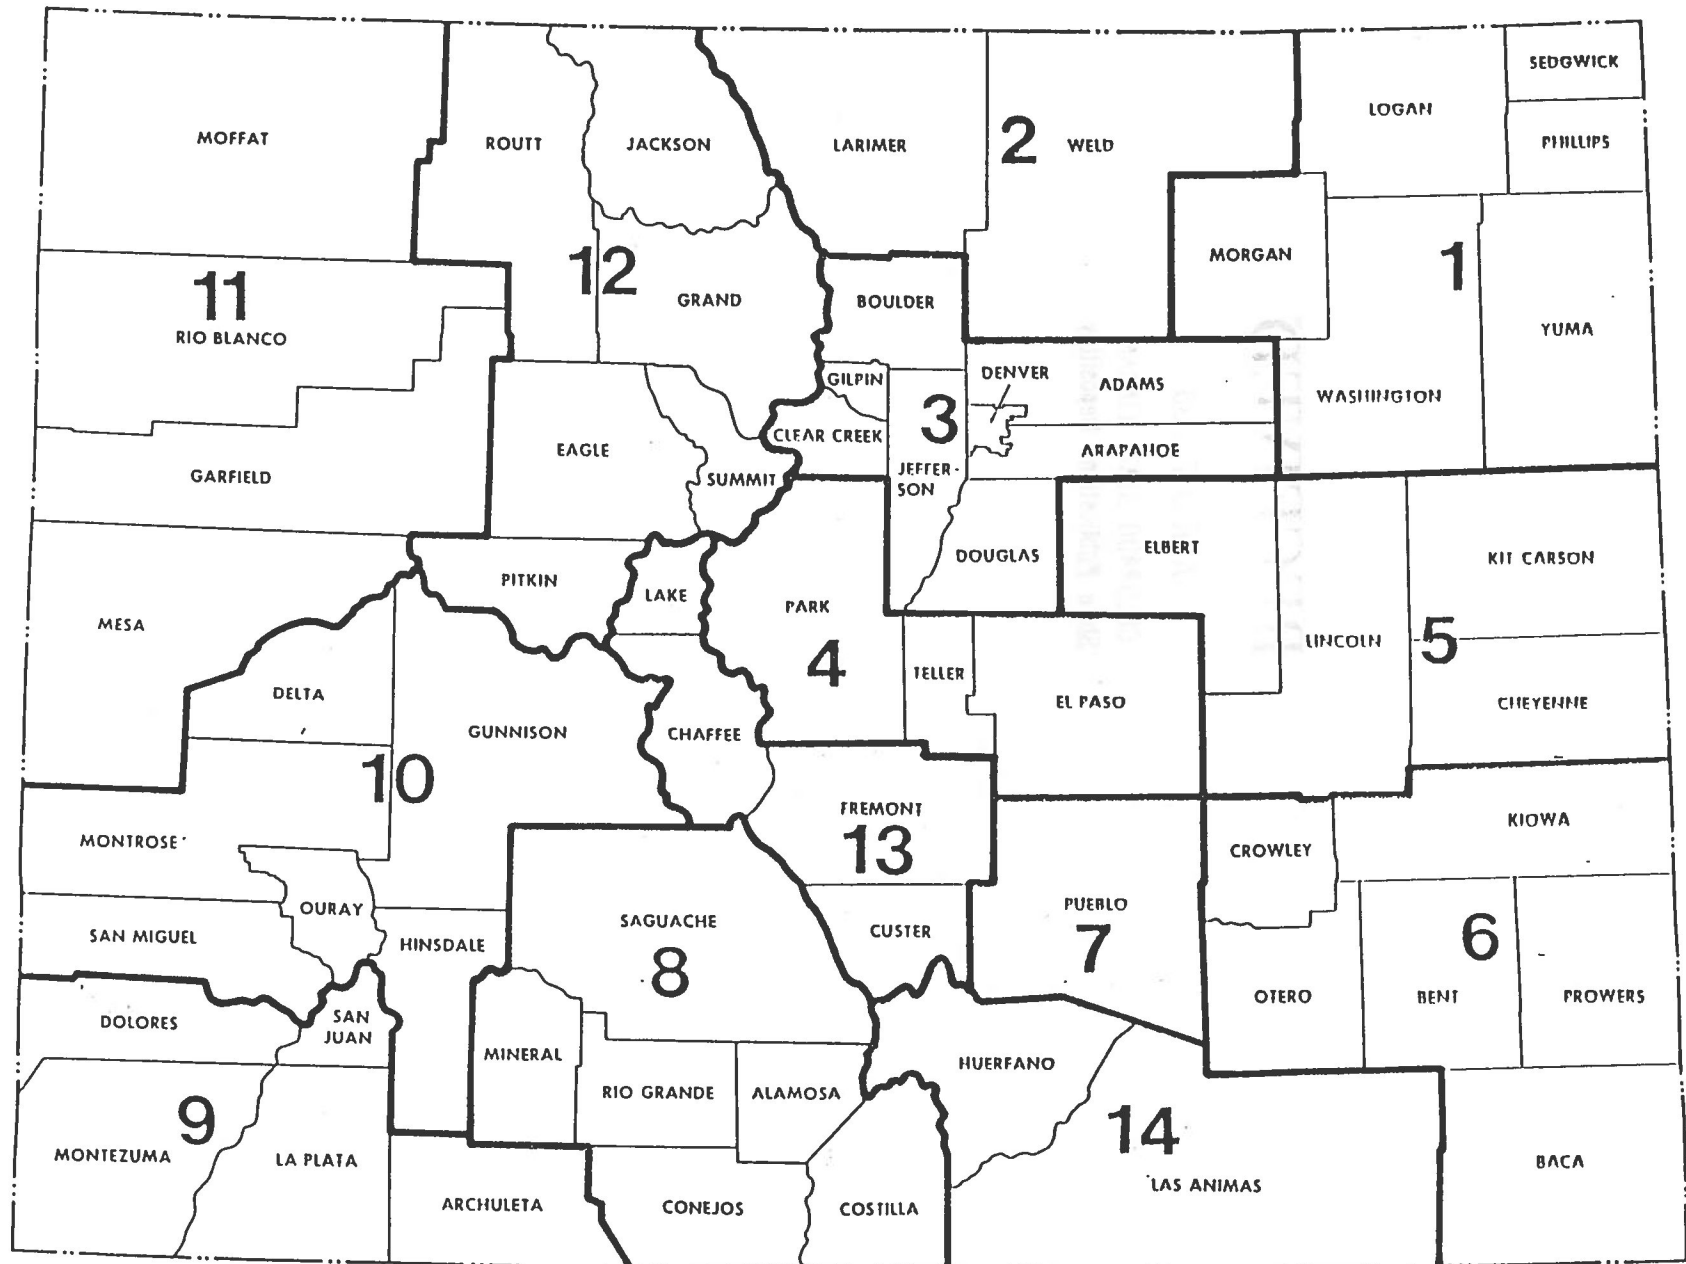 SEDGWICK
LOGAN
MOFFAT
ROUTT
JACKSON
LARIMER
2
WELD
PHILLIPS
MORGAN
1
11
12
GRAND
BOULDER
RIO BLANCO
YUMA
GILPIN
DENVER
ADAMS
WASHINGTON
3
CLEAR CREEK
EAGLE
ARAPAHOE
GARFIELD
SUMMIT
JEFFER-
SON
DOUGLAS
ELBERT
KIT CARSON
PITKIN
LAKE
PARK
MESA
LINCOLN
5
4
TELLER
DELTA
EL PASO
CHEYENNE
GUNNISON
CHAFFEE
10
MONTROSE
FREMONT
13
KIOWA
CROWLEY
OURAY
SAGUACHE
PUEBLO
SAN MIGUEL
HINSDALE
CUSTER
7
6
8
OTERO
BENT
PROWERS
DOLORES
SAN
JUAN
MINERAL
HUERFANO
RIO GRANDE
ALAMOSA
9
14
MONTEZUMA
LA PLATA
BACA
LAS ANIMAS
ARCHULETA
CONEJOS
COSTILLA